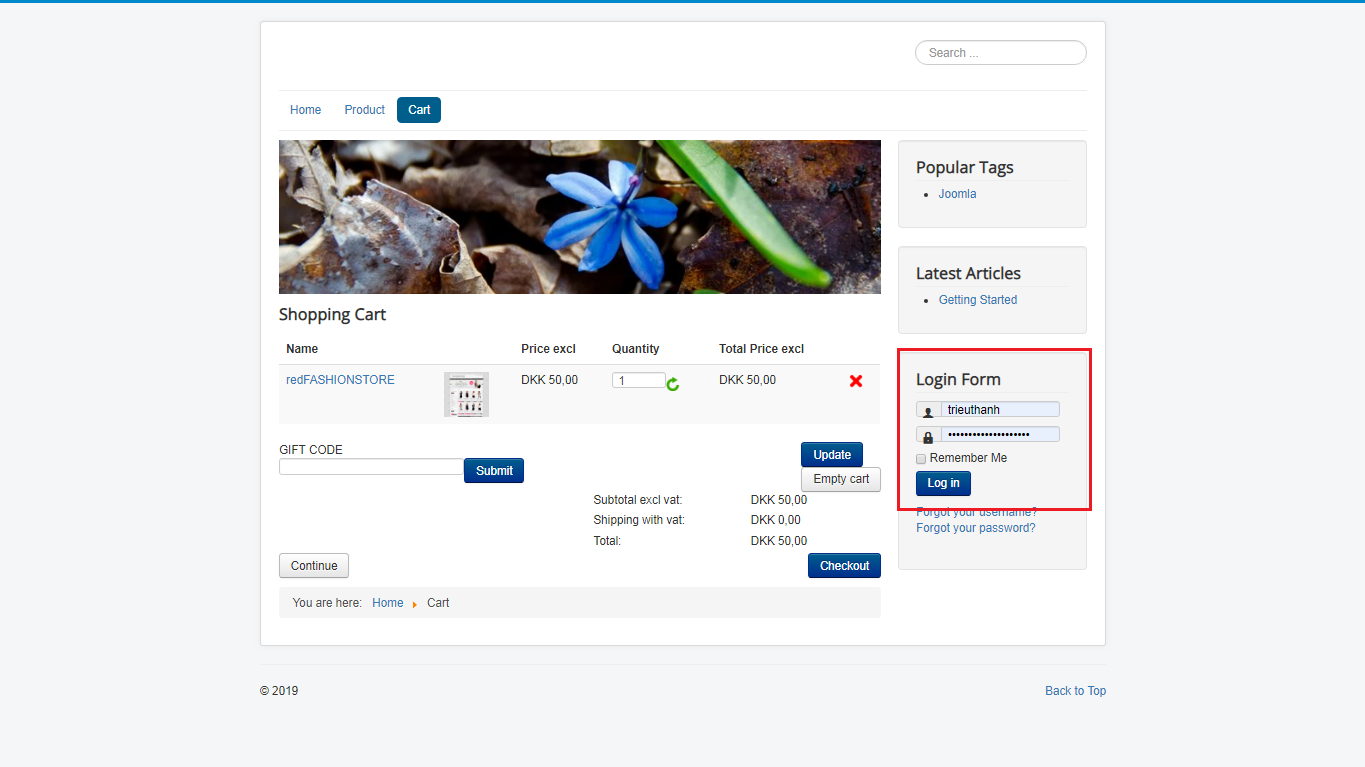 Search ...
Home Product Cart
Popular Tags
Joomla
Latest Articles
Getting Started
Shopping Cart
Name Price excl Quantity Total Price excl
redFASHIONSTORE DKK 50,00 1 DKK 50,00
GIFT CODE
Submit
Update
Empty cart
Subtotal excl vat: DKK 50,00
Shipping with vat: DKK 0,00
Total: DKK 50,00
Continue Checkout
Login Form
trieuthanh
••••••••••••••••••••
Remember Me
Log in
Forgot your username?
Forgot your password?
You are here: Home Cart
© 2019 Back to Top